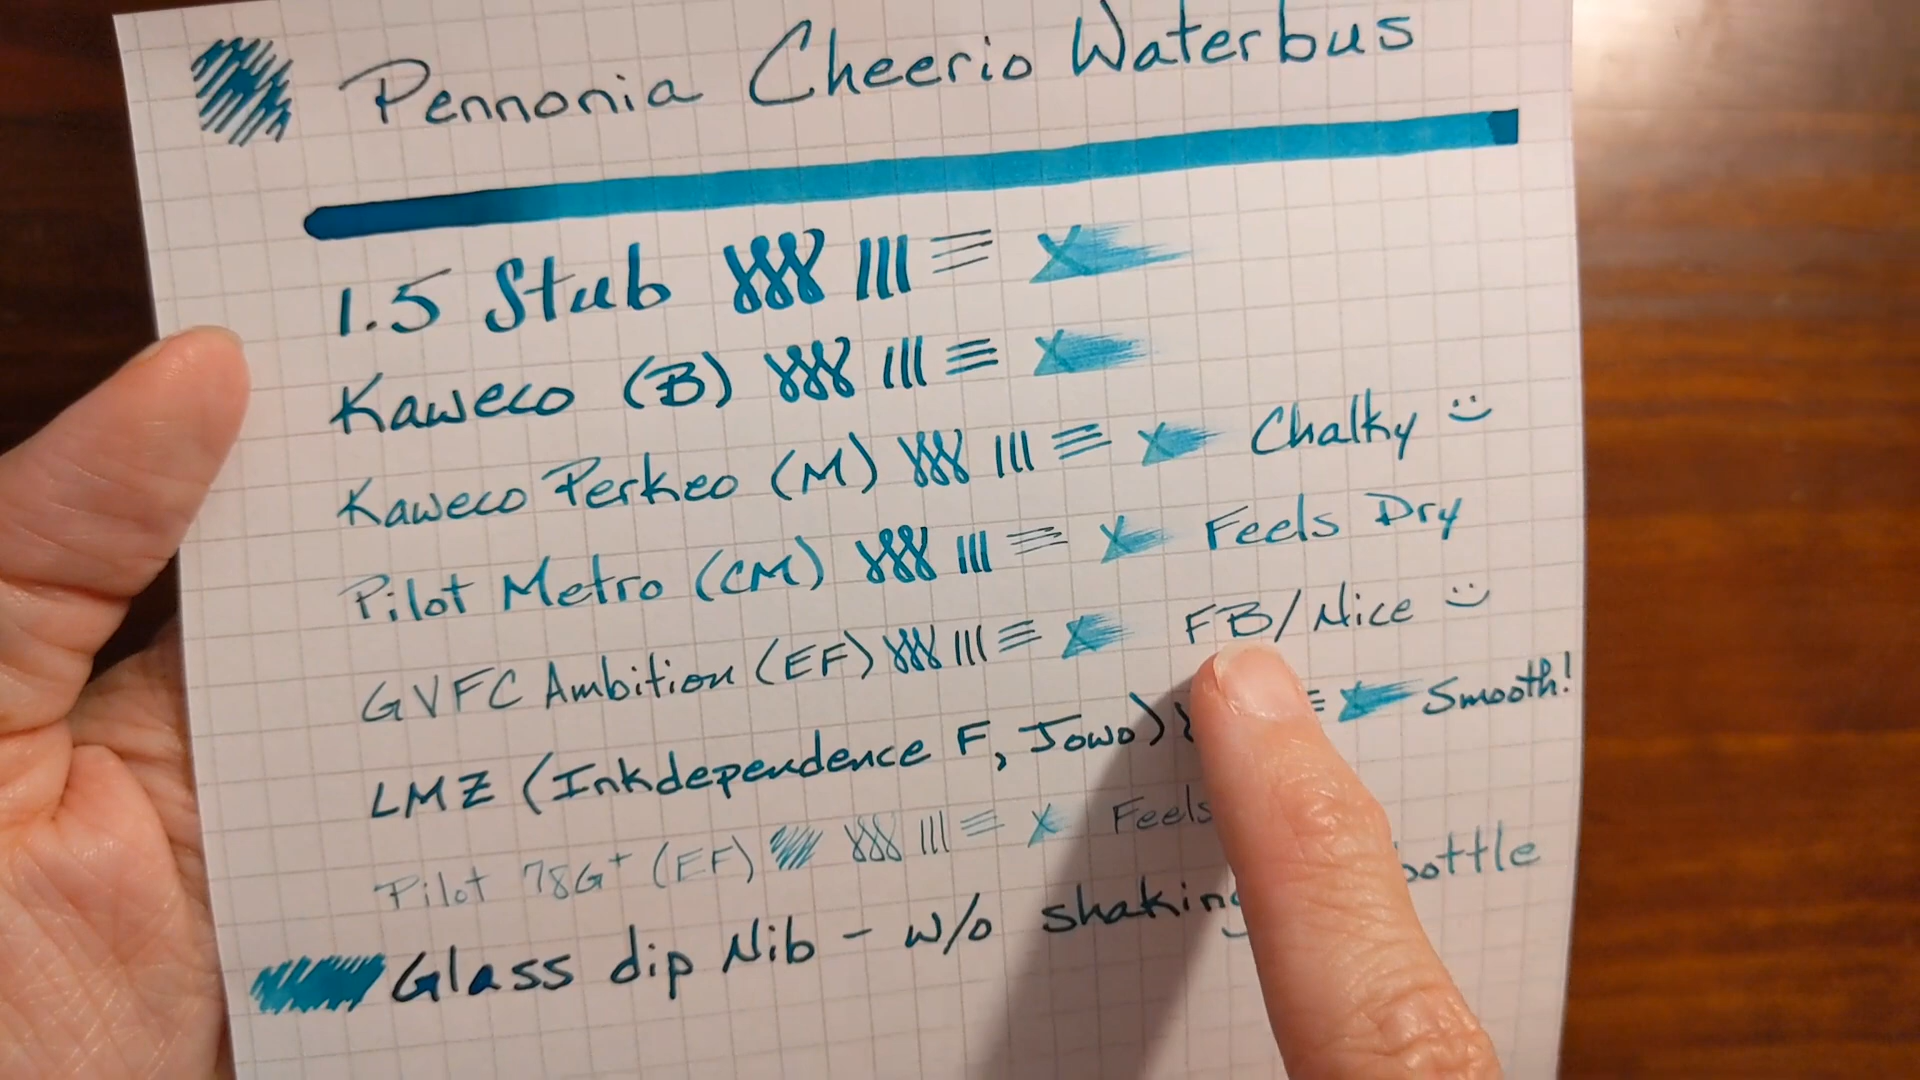 Pennonia Cheerio Waterbus
1.5 Stub
Kaweco (B)
Kaweco Perkeo (M) Chalky :)
Pilot Metro (CM) Feels Dry
GVFC Ambition (EF) FB/Nice :)
LMZ (Inkdependence F, Jowo) Smooth!
Pilot 78G+ (EF) Feels
Glass dip Nib - w/o shaking bottle